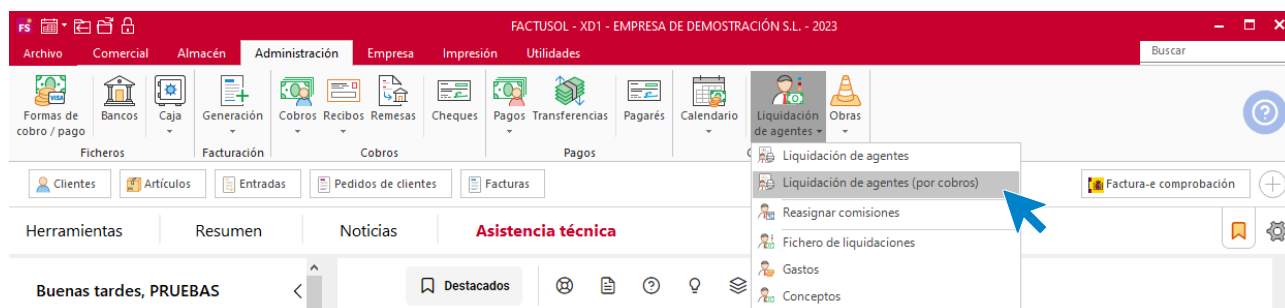 FS FACTUSOL - XD1 - EMPRESA DE DEMOSTRACIÓN S.L. - 2023
Archivo Comercial Almacén Administración Empresa Impresión Utilidades Buscar
Formas de cobro / pago Bancos Caja Generación Cobros Recibos Remesas Cheques Pagos Transferencias Pagarés Calendario Liquidación de agentes Obras
Ficheros Facturación Cobros Pagos
Clientes Artículos Entradas Pedidos de clientes Facturas Factura-e comprobación
Liquidación de agentes
Liquidación de agentes (por cobros)
Reasignar comisiones
Fichero de liquidaciones
Gastos
Conceptos
Herramientas Resumen Noticias Asistencia técnica
Buenas tardes, PRUEBAS Destacados